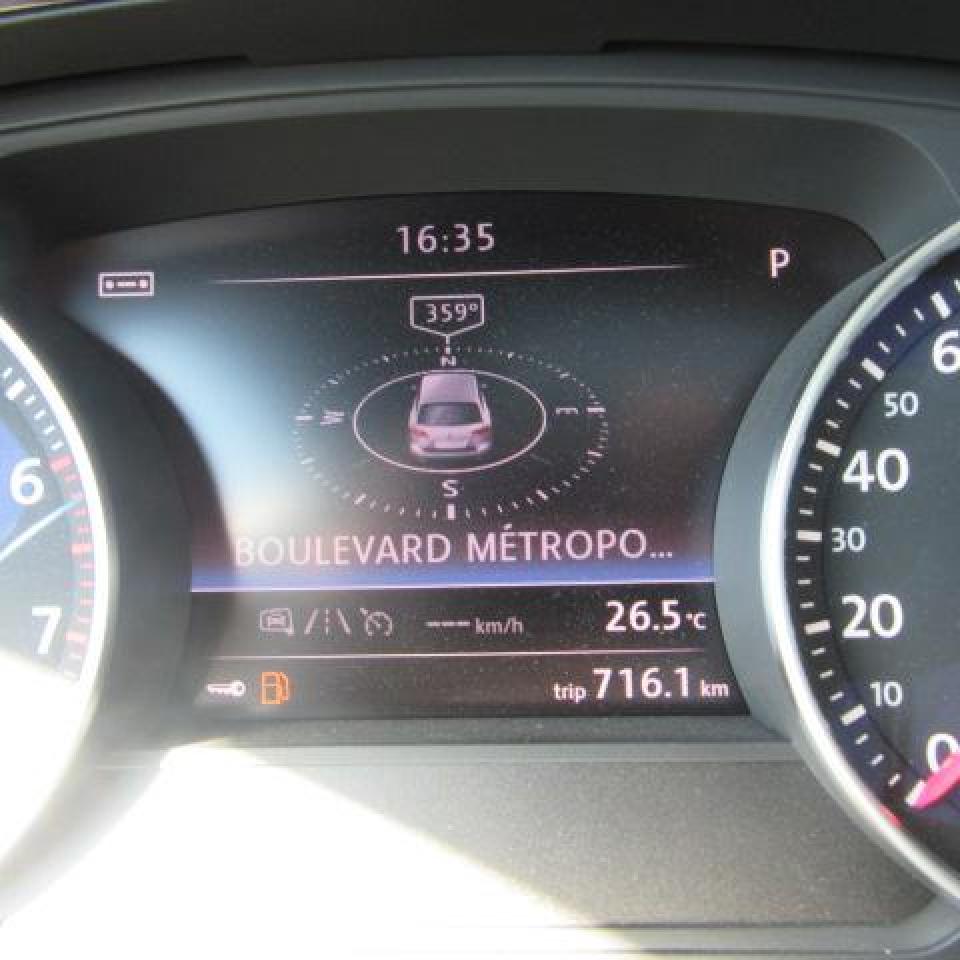 16:35
P
359°
N
W E
S
BOULEVARD MÉTROPO...
--- km/h 26.5 °C
trip 716.1 km
6
7
6
50
40
30
20
10
0